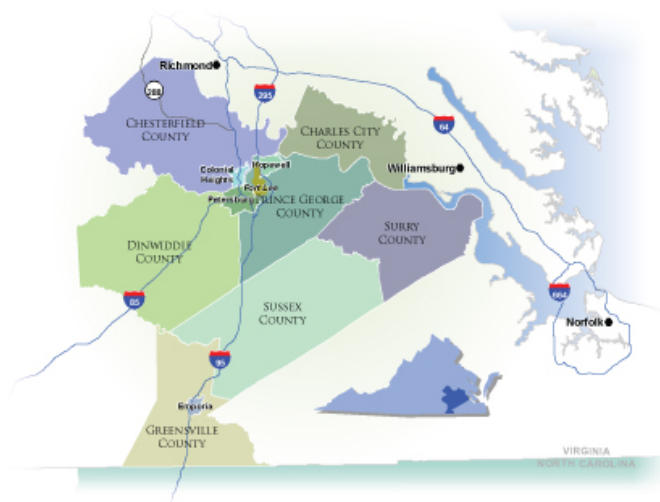 Richmond
288
295
CHESTERFIELD
COUNTY
CHARLES CITY
COUNTY
64
Hopewell
Colonial
Heights
Williamsburg
Fort Lee
Petersburg
PRINCE GEORGE
COUNTY
SURRY
COUNTY
DINWIDDIE
COUNTY
85
664
SUSSEX
COUNTY
Norfolk
95
Emporia
GREENSVILLE
COUNTY
VIRGINIA
NORTH CAROLINA